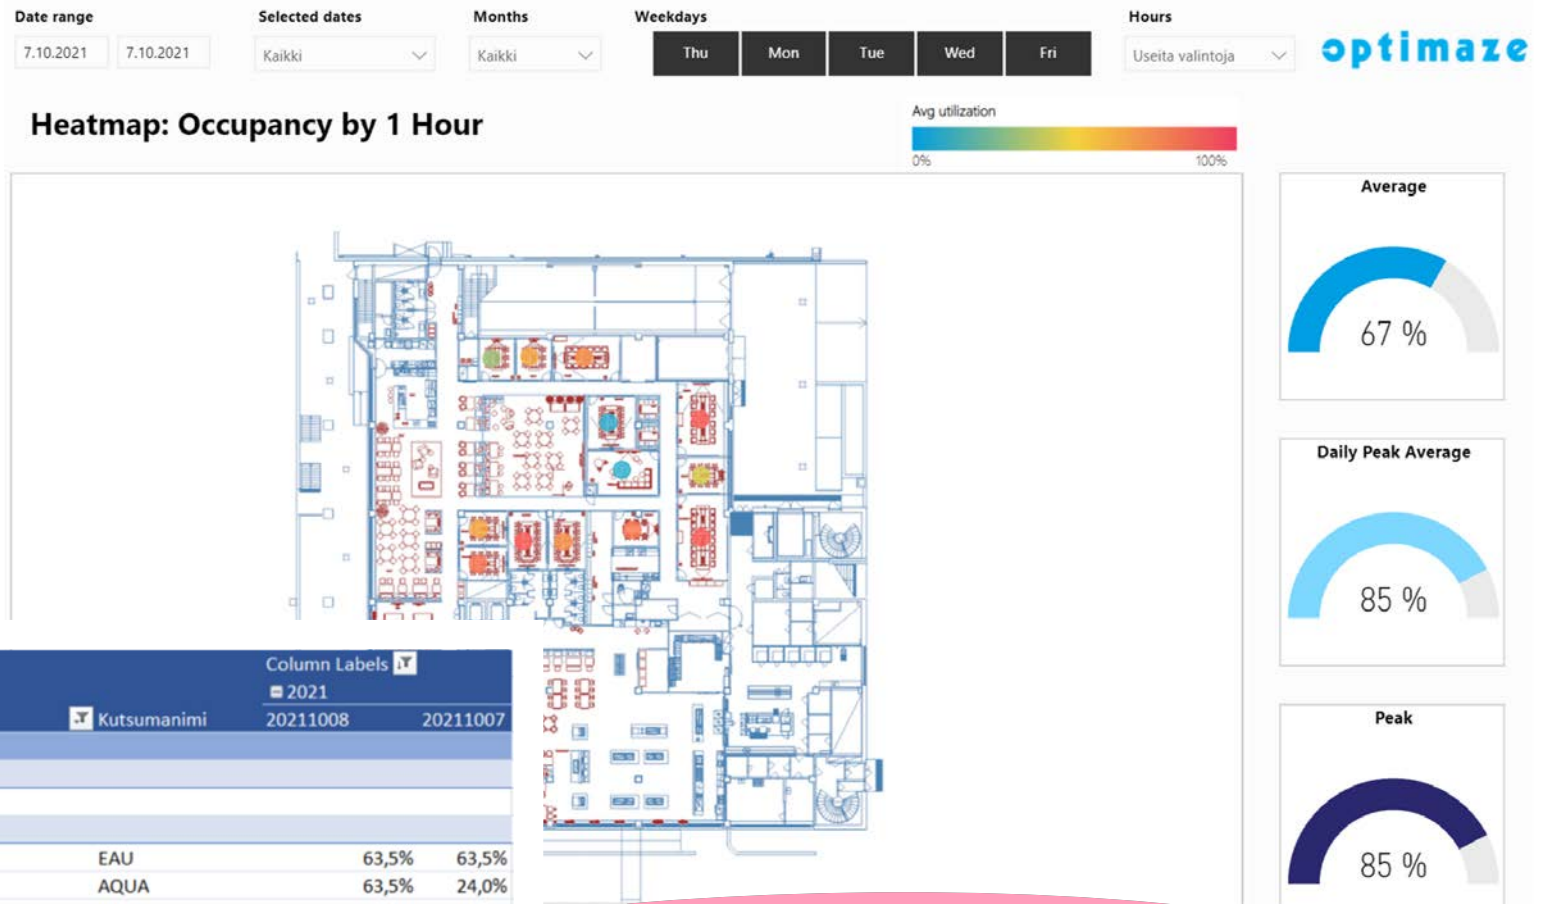 Date range
Selected dates
Months
Weekdays
Hours
7.10.2021
7.10.2021
Kaikki
Kaikki
Thu
Mon
Tue
Wed
Fri
Useita valintoja
optimaze
Heatmap: Occupancy by 1 Hour
Avg utilization
0%
100%
Average
67 %
Daily Peak Average
85 %
Peak
85 %
Column Labels
2021
Kutsumanimi
20211008
20211007
EAU 63,5% 63,5%
AQUA 63,5% 24,0%